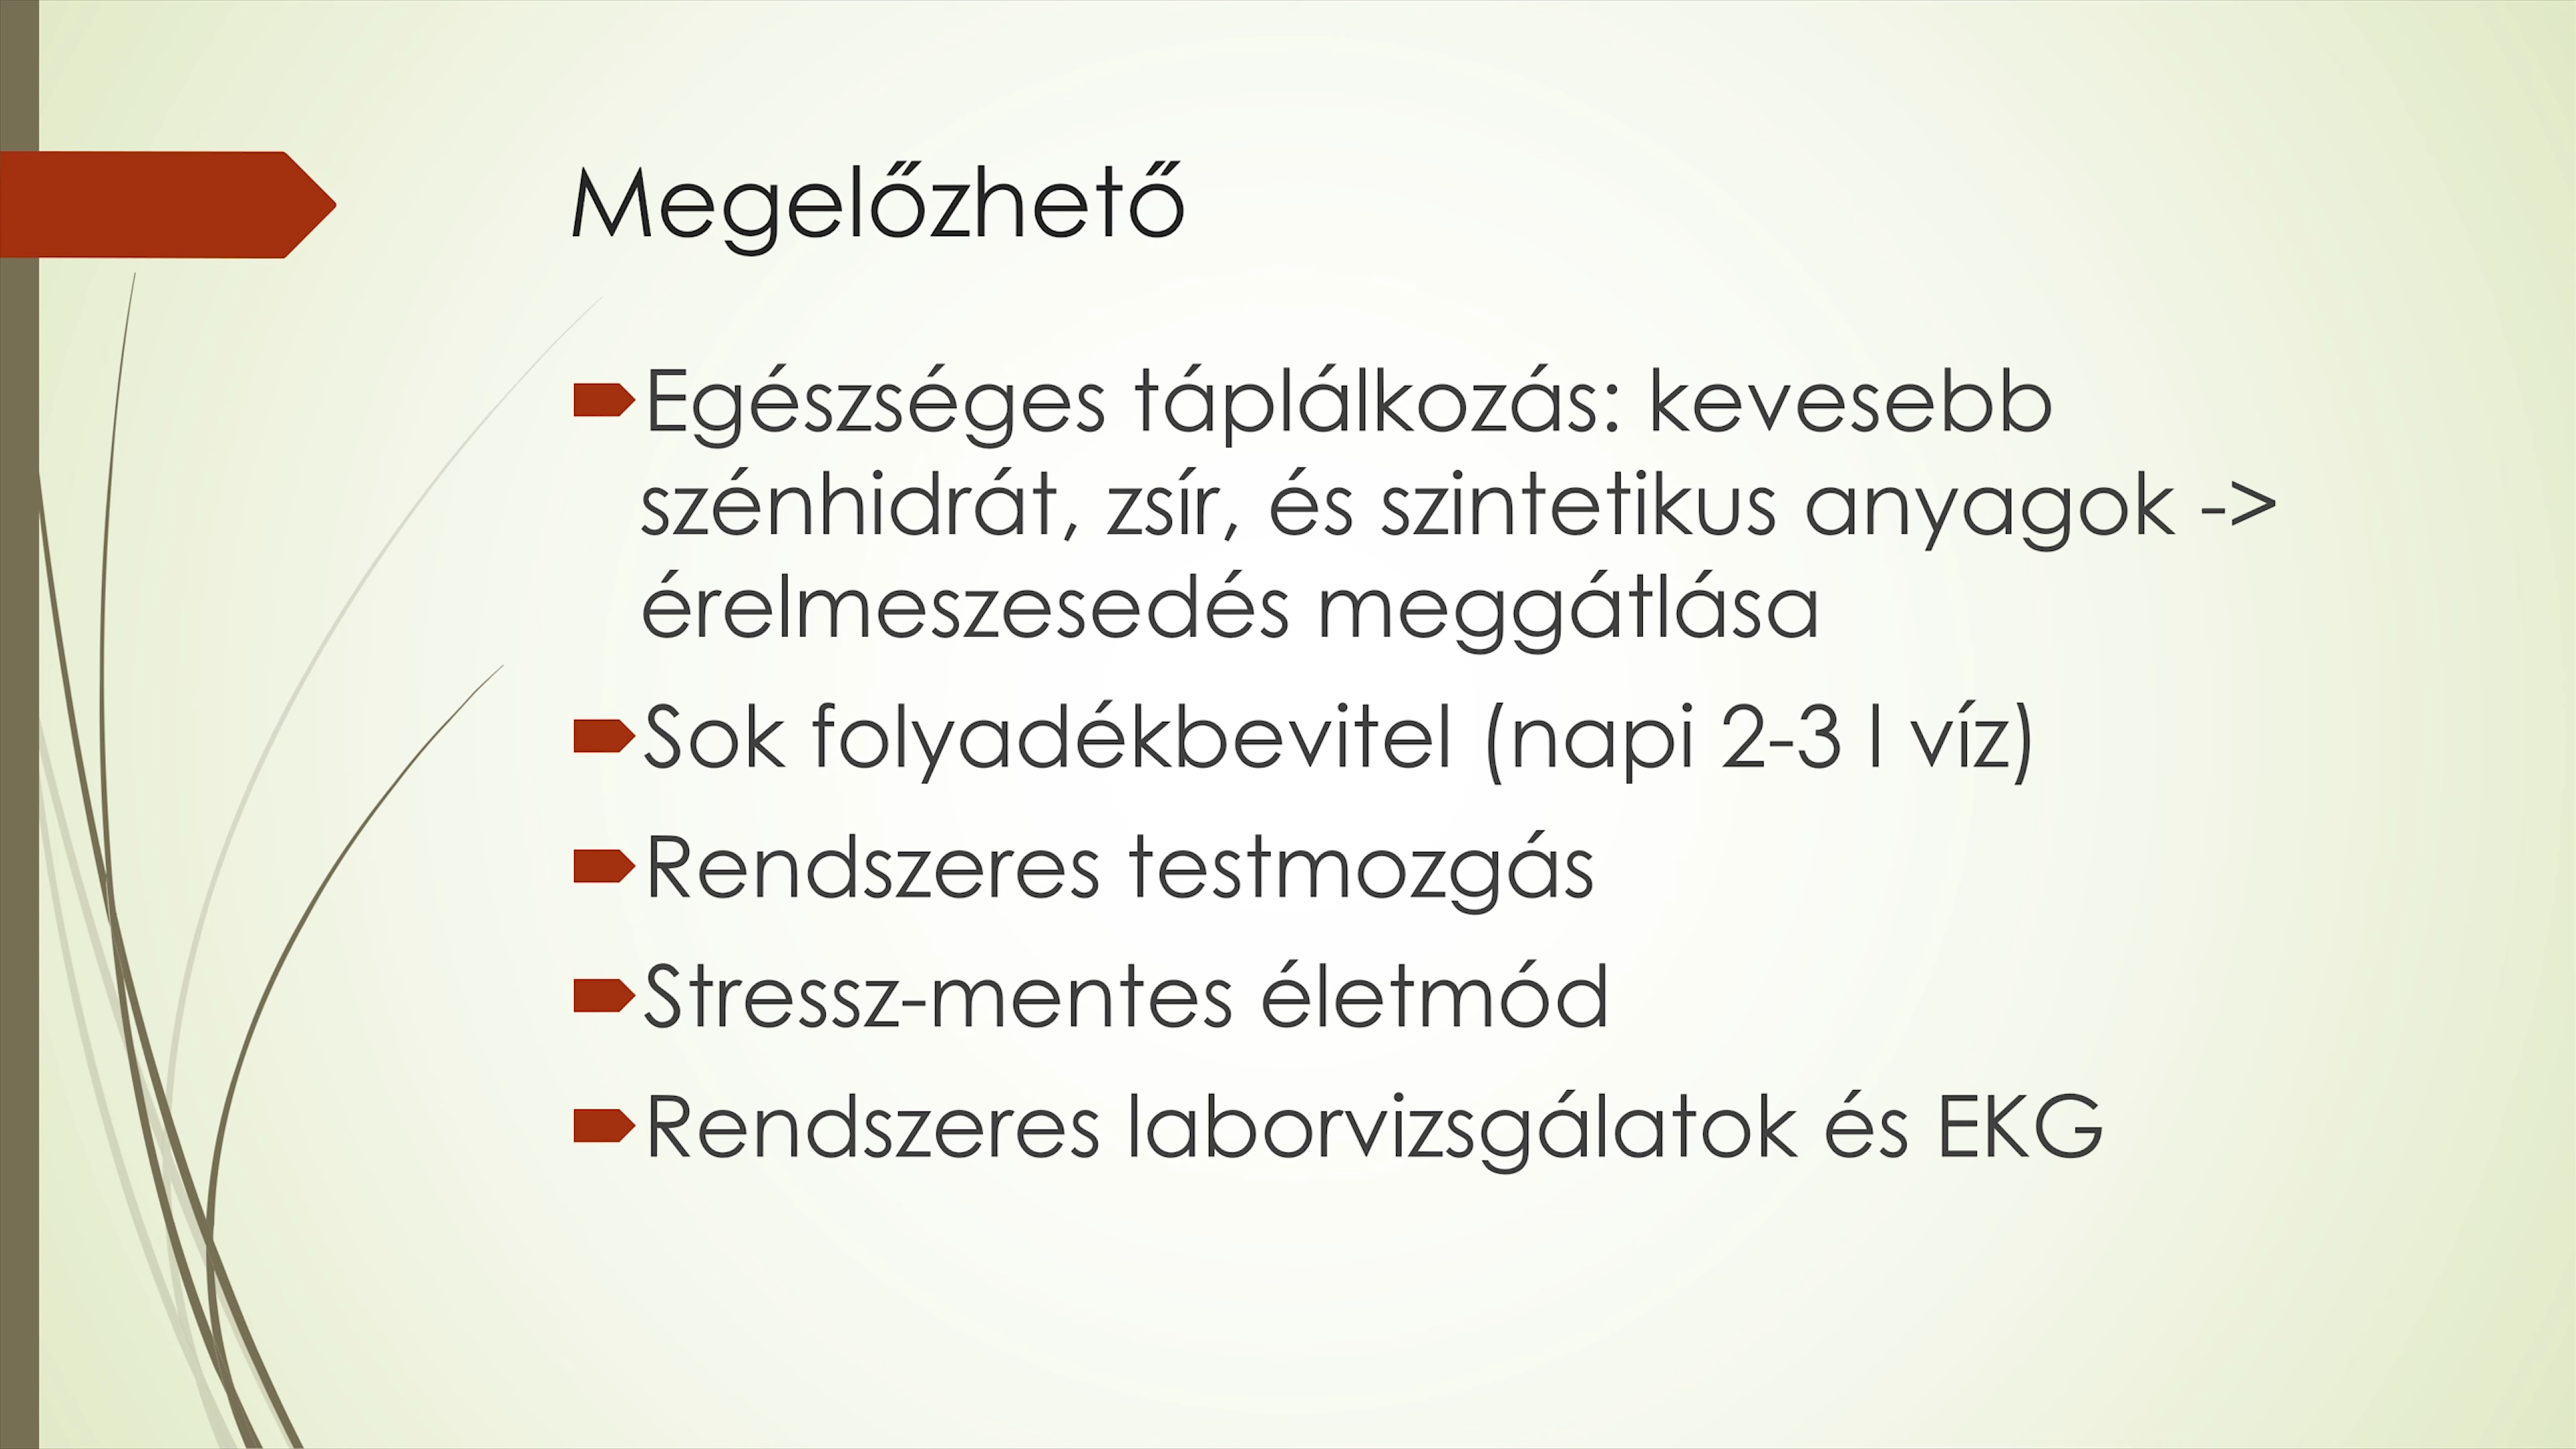 Megelőzhető
Egészséges táplálkozás: kevesebb
szénhidrát, zsír, és szintetikus anyagok ->
érelmeszesedés meggátlása
Sok folyadékbevitel (napi 2-3 l víz)
Rendszeres testmozgás
Stressz-mentes életmód
Rendszeres laborvizsgálatok és EKG